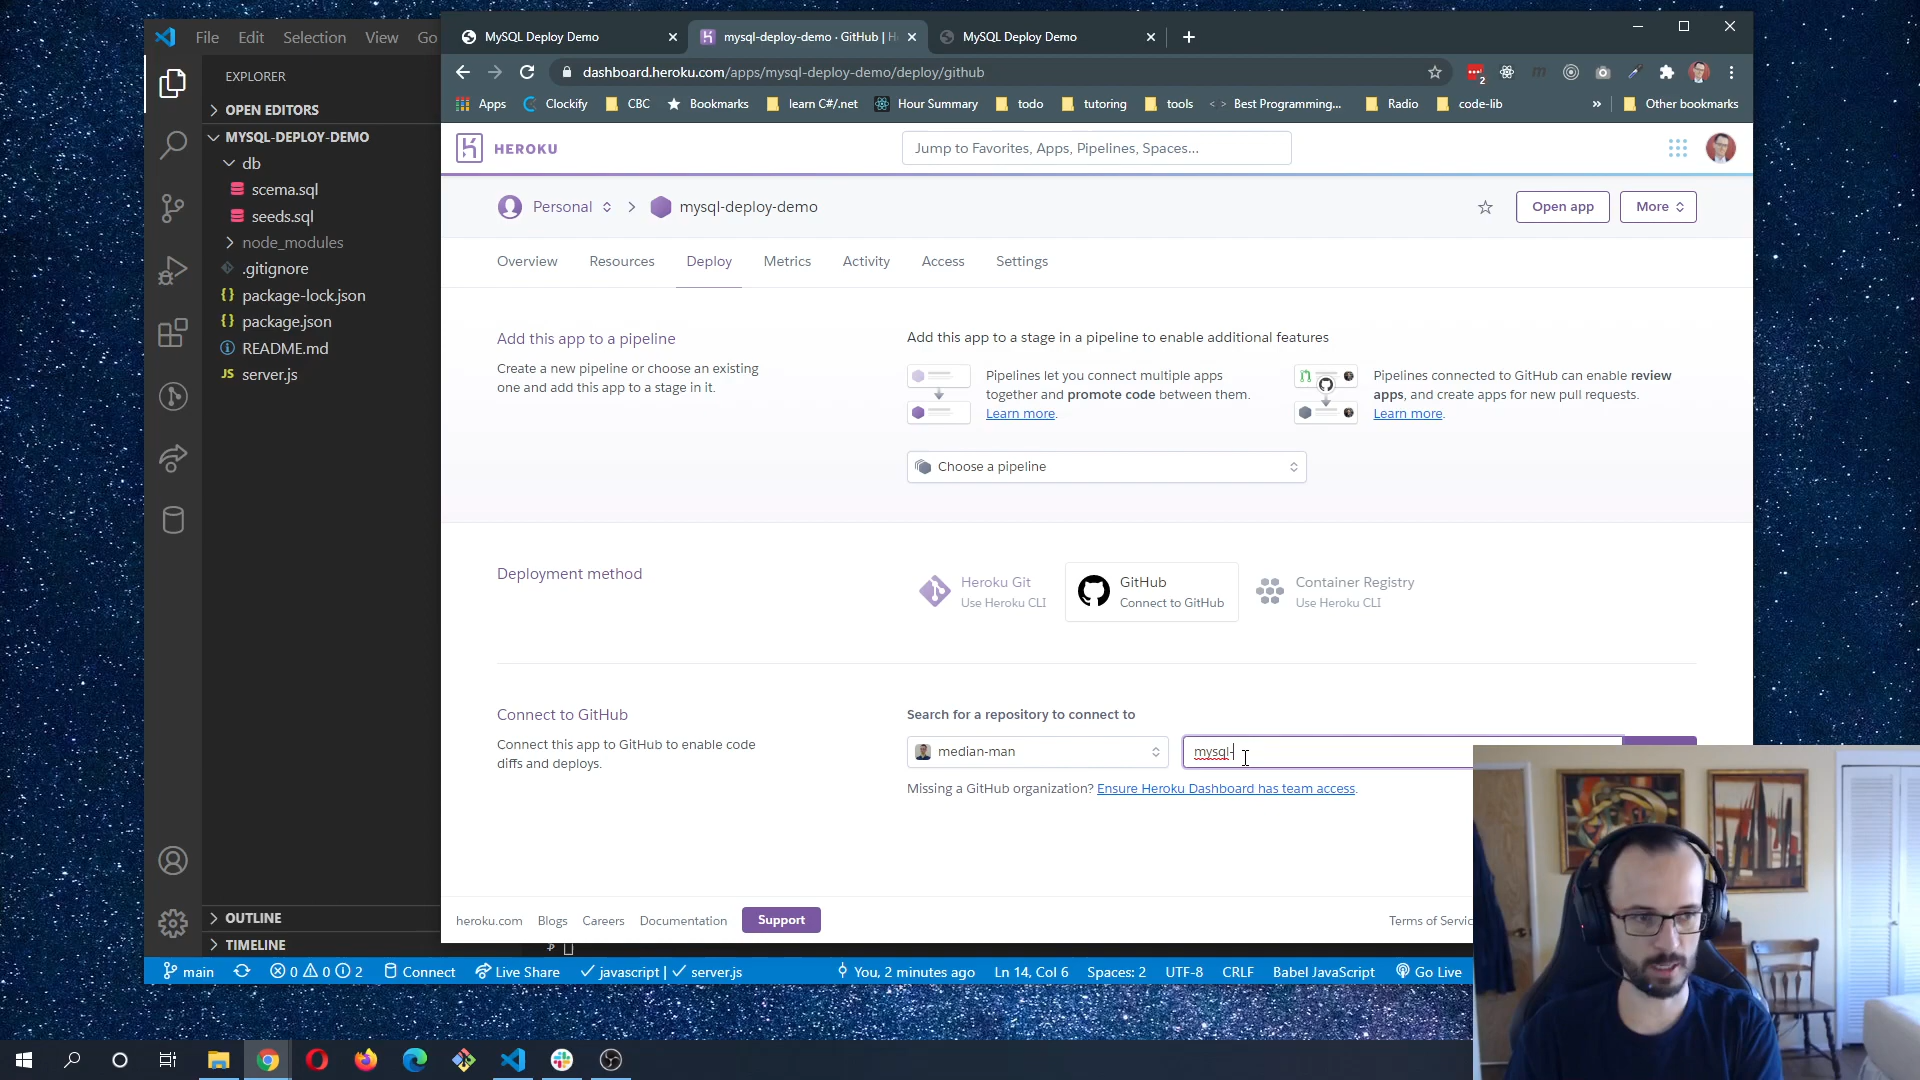 File Edit Selection View Go
MySQL Deploy Demo
mysql-deploy-demo · GitHub | H
MySQL Deploy Demo
dashboard.heroku.com/apps/mysql-deploy-demo/deploy/github
2
Apps Clockify CBC Bookmarks learn C#/.net Hour Summary todo tutoring tools Best Programming... Radio code-lib » Other bookmarks
EXPLORER
OPEN EDITORS
MYSQL-DEPLOY-DEMO
db
scema.sql
seeds.sql
node_modules
.gitignore
package-lock.json
package.json
README.md
JS server.js
OUTLINE
TIMELINE
HEROKU
Jump to Favorites, Apps, Pipelines, Spaces...
Personal > mysql-deploy-demo
Open app More
Overview Resources Deploy Metrics Activity Access Settings
Add this app to a pipeline
Create a new pipeline or choose an existing
one and add this app to a stage in it.
Add this app to a stage in a pipeline to enable additional features
Pipelines let you connect multiple apps
together and promote code between them.
Learn more.
Pipelines connected to GitHub can enable review
apps, and create apps for new pull requests.
Learn more.
Choose a pipeline
Deployment method
Heroku Git
Use Heroku CLI
GitHub
Connect to GitHub
Container Registry
Use Heroku CLI
Connect to GitHub
Connect this app to GitHub to enable code
diffs and deploys.
Search for a repository to connect to
median-man
mysql-
Missing a GitHub organization? Ensure Heroku Dashboard has team access.
heroku.com Blogs Careers Documentation Support
Terms of Servic
main 0 0 2 Connect Live Share javascript | server.js You, 2 minutes ago Ln 14, Col 6 Spaces: 2 UTF-8 CRLF Babel JavaScript Go Live